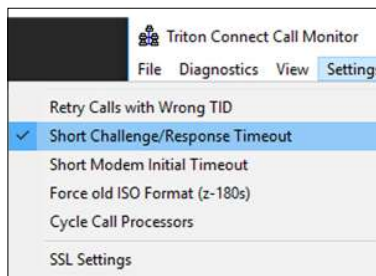 Triton Connect Call Monitor
File Diagnostics View Settings
Retry Calls with Wrong TID
Short Challenge/Response Timeout
Short Modem Initial Timeout
Force old ISO Format (z-180s)
Cycle Call Processors
SSL Settings